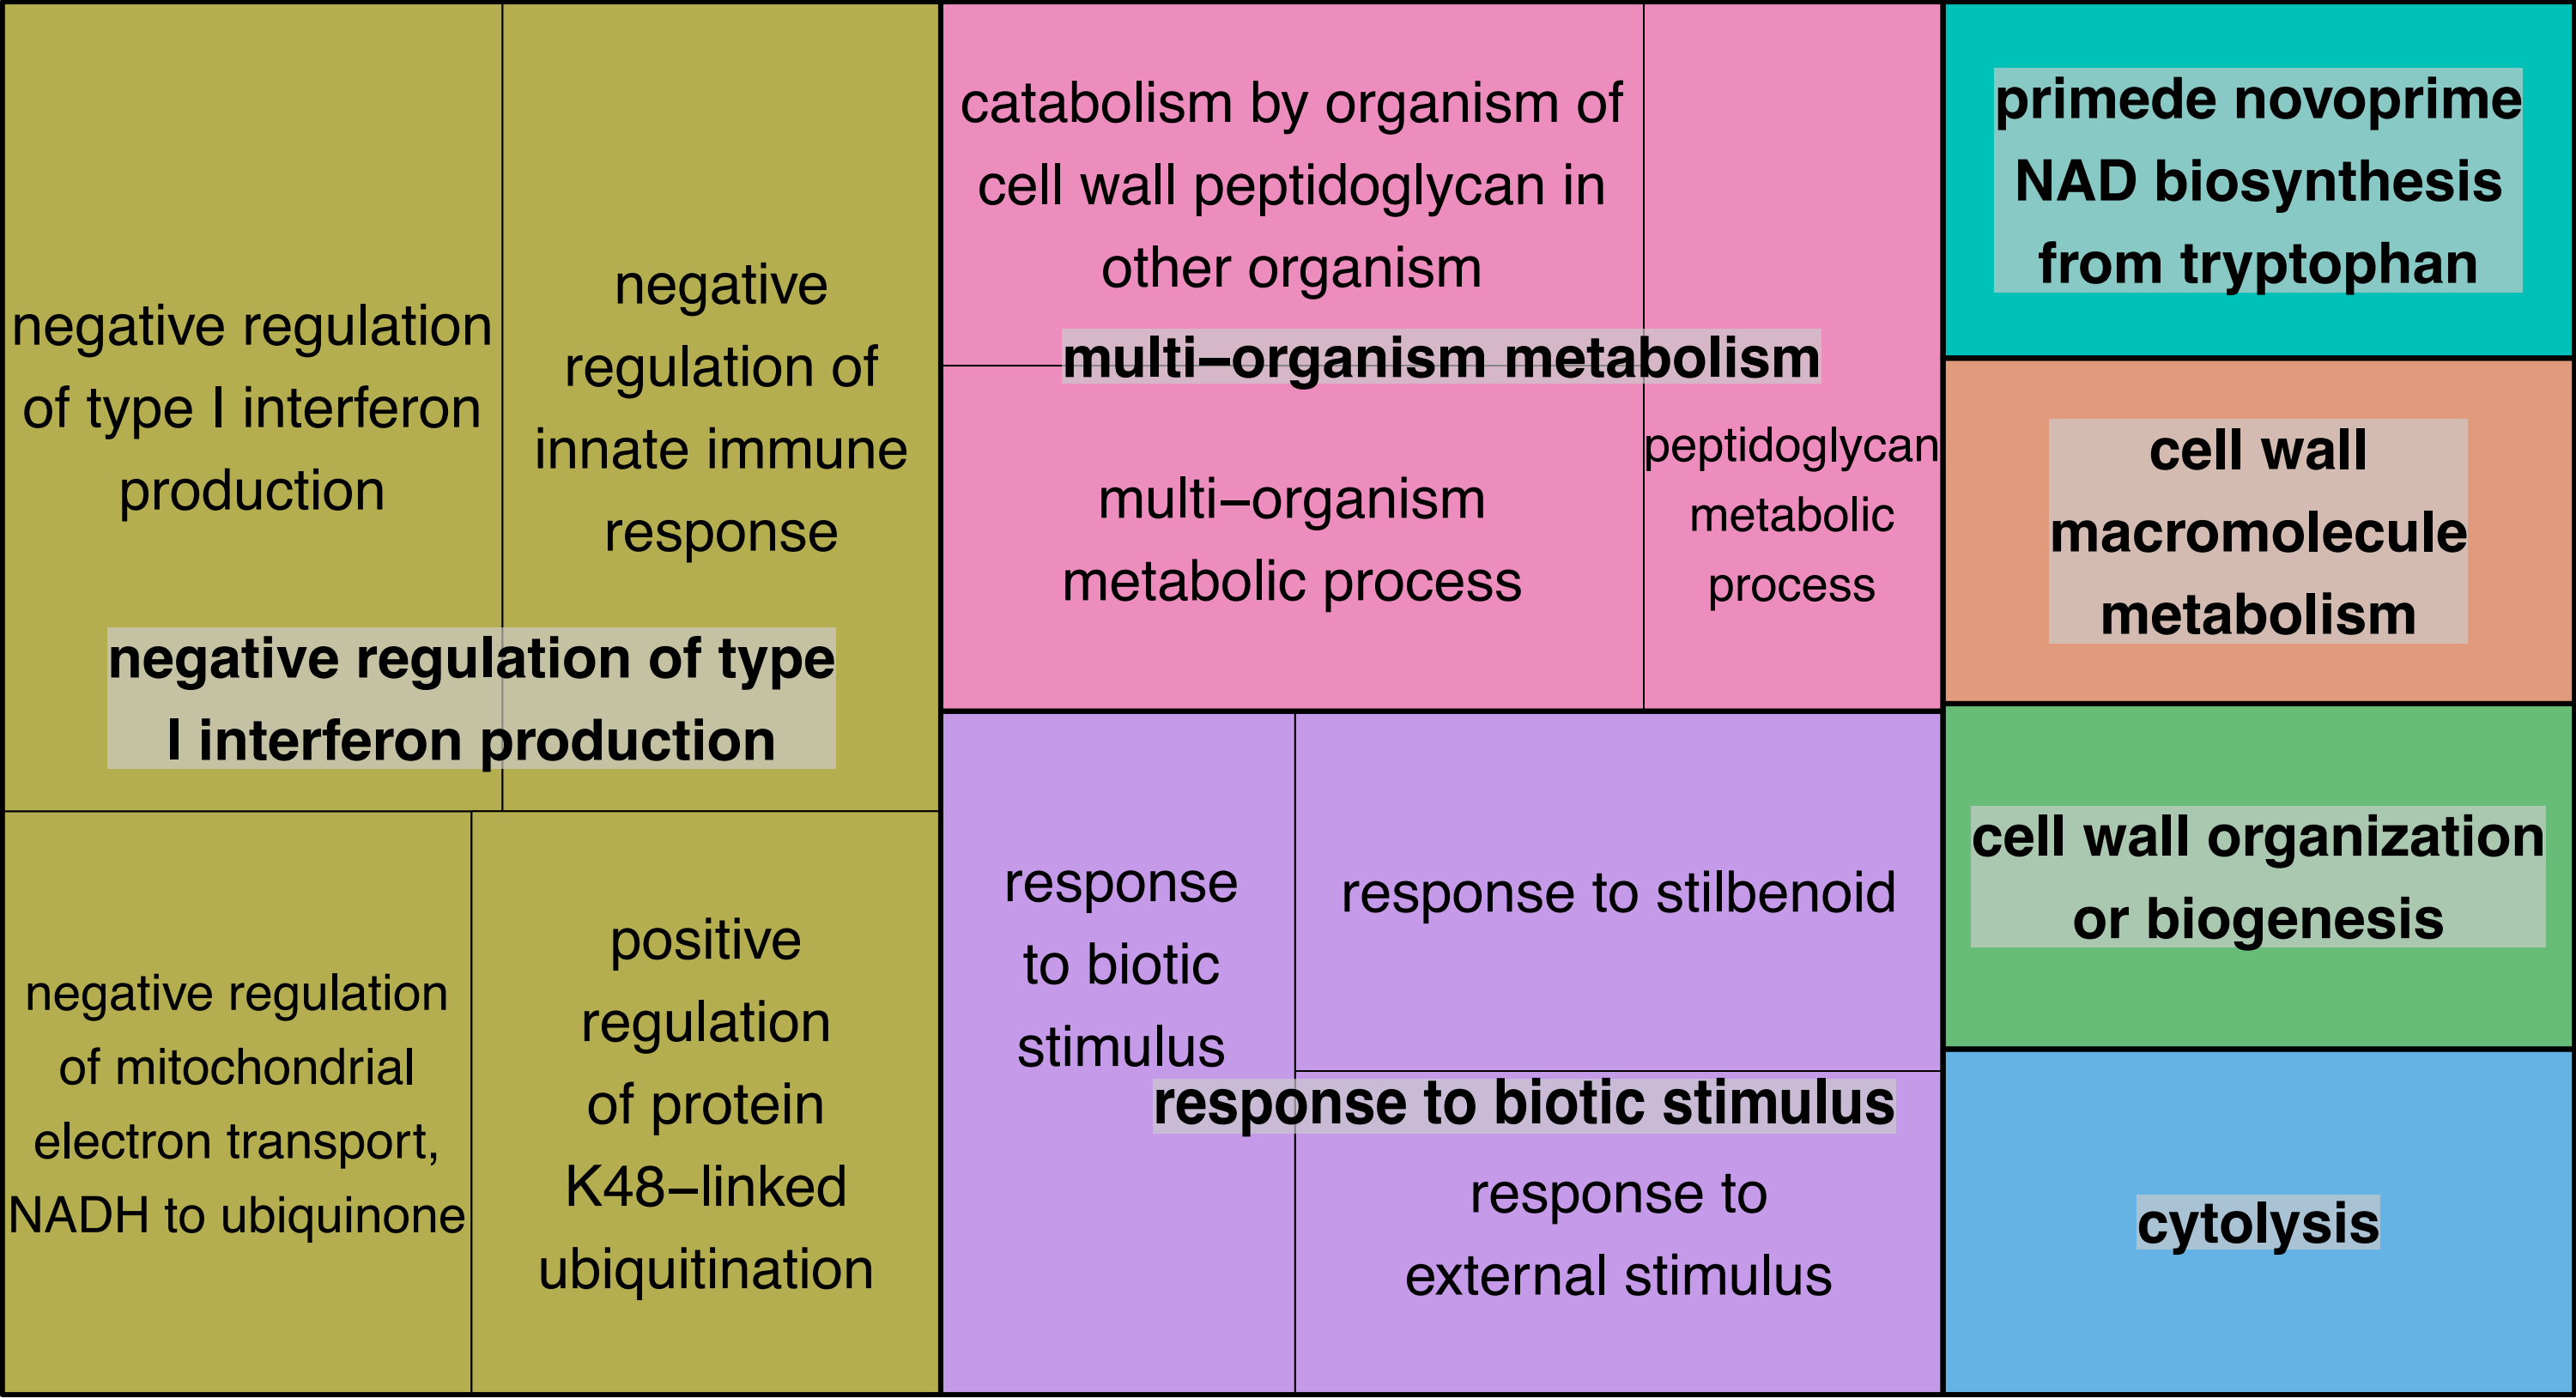 negative regulation
of type I interferon
production
negative
regulation of
innate immune
response
negative regulation of type
I interferon production
negative regulation
of mitochondrial
electron transport,
NADH to ubiquinone
positive
regulation
of protein
K48−linked
ubiquitination
catabolism by organism of
cell wall peptidoglycan in
other organism
multi−organism metabolism
multi−organism
metabolic process
peptidoglycan
metabolic
process
response
to biotic
stimulus
response to stilbenoid
response to biotic stimulus
response to
external stimulus
primede novoprime
NAD biosynthesis
from tryptophan
cell wall
macromolecule
metabolism
cell wall organization
or biogenesis
cytolysis